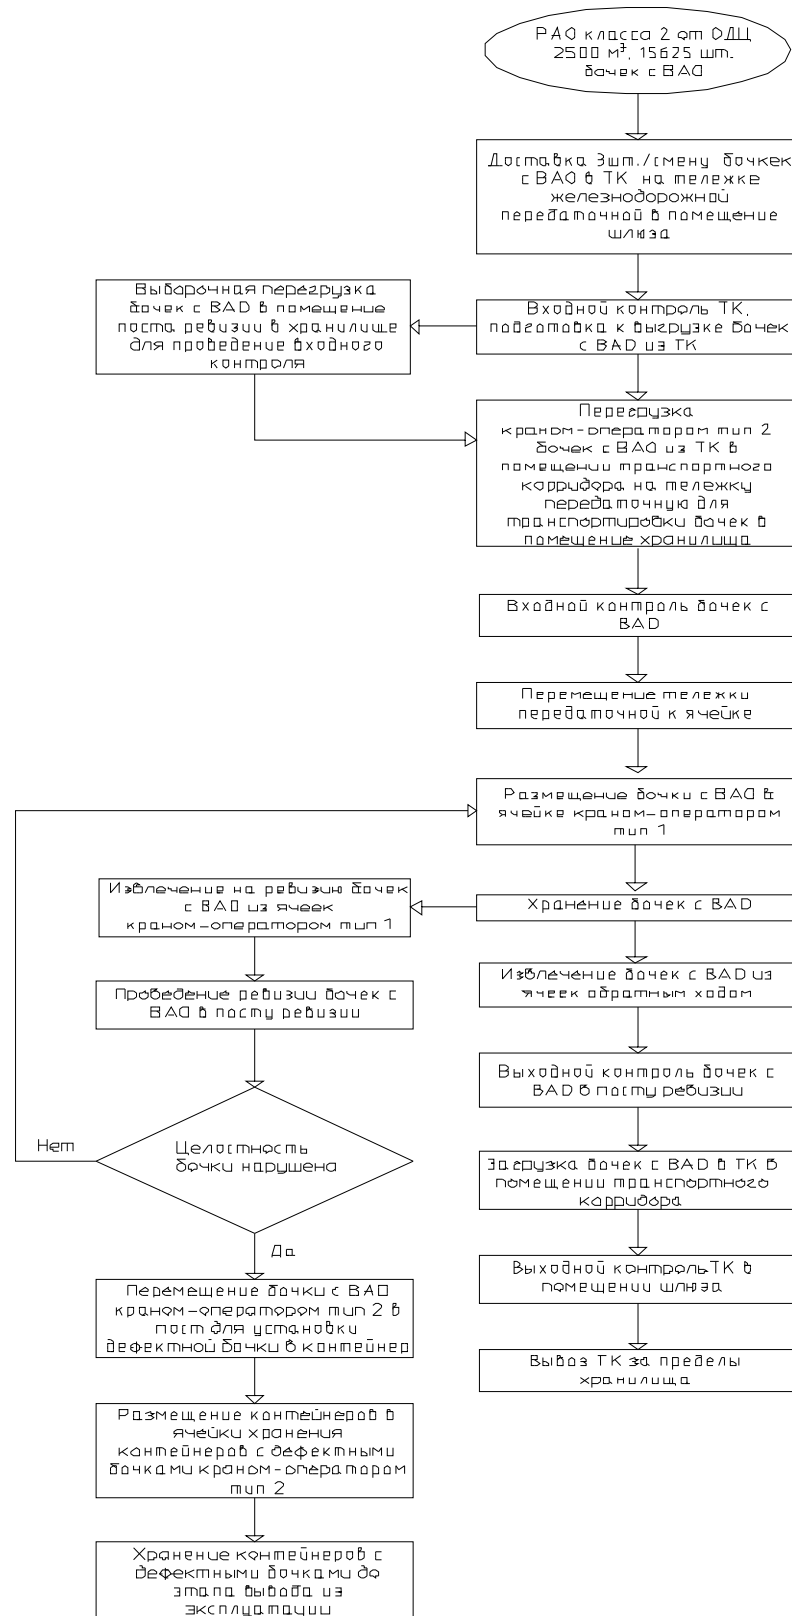 РАО класса 2 от ОДЦ
2500 м³, 15625 шт.
бочек с ВАО
Доставка 3шт./смену бочкек
с ВАО в ТК на тележке
железнодорожной
передаточной в помещение
шлюза
Выборочная перегрузка
бочек с ВАО в помещение
поста ревизии в хранилище
для проведение входного
контроля
Входной контроль ТК,
подготовка к выгрузке бочек
с ВАО из ТК
Перегрузка
краном-оператором тип 2
бочек с ВАО из ТК в
помещении транспортного
корридора на тележку
передаточную для
транспортировки бочек в
помещение хранилища
Входной контроль бочек с
ВАО
Перемещение тележки
передаточной к ячейке
Размещение бочки с ВАО в
ячейке краном-оператором
тип 1
Извлечение на ревизию бочек
с ВАО из ячеек
краном-оператором тип 1
Хранение бочек с ВАО
Проведение ревизии бочек с
ВАО в посту ревизии
Извлечение бочек с ВАО из
ячеек обратным ходом
Выходной контроль бочек с
ВАО в посту ревизии
Нет
Целостность
бочки нарушена
Загрузка бочек с ВАО в ТК в
помещении транспортного
корридора
Да
Выходной контроль ТК в
помещении шлюза
Перемещение бочки с ВАО
краном-оператором тип 2 в
пост для установки
дефектной бочки в контейнер
Вывоз ТК за пределы
хранилища
Размещение контейнеров в
ячейки хранения
контейнеров с дефектными
бочками краном-оператором
тип 2
Хранение контейнеров с
дефектными бочками до
этапа вывода из
эксплуатации